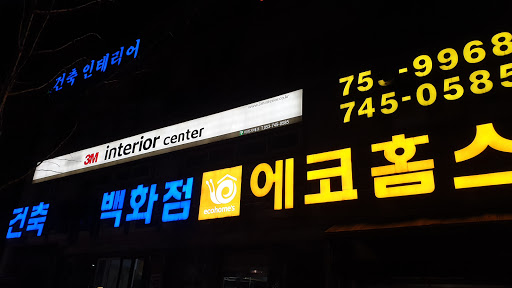 건축 인테리어
75 -9968
745-0585
3M interior center
건축 백화점 ecohomes 에코홈스